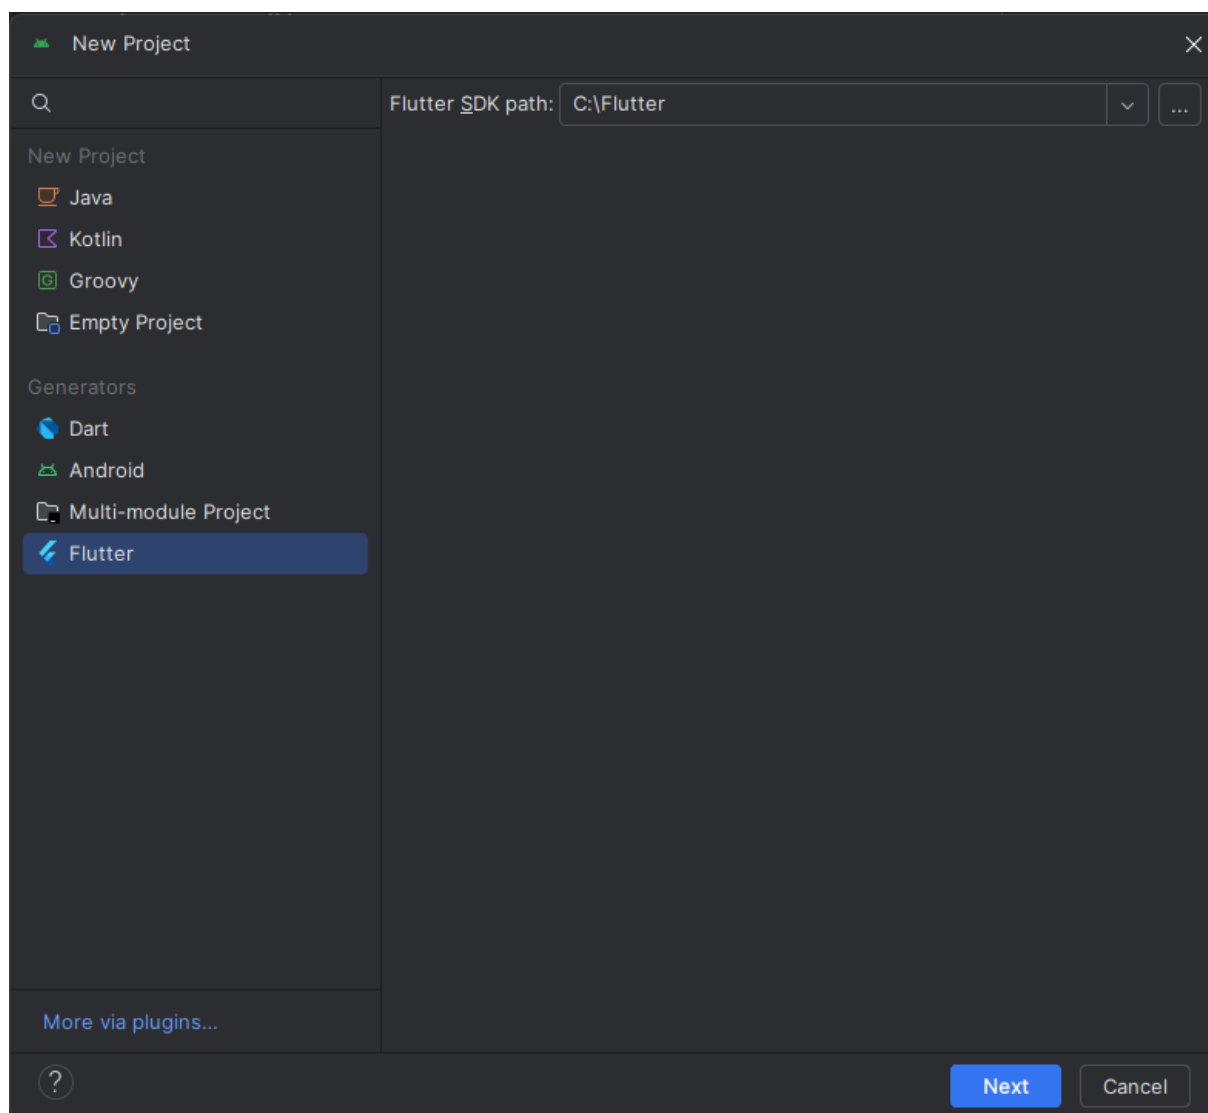 New Project
Flutter SDK path: C:\Flutter ...
New Project
Java
Kotlin
G Groovy
Empty Project
Generators
Dart
Android
Multi-module Project
Flutter
More via plugins...
? Next Cancel